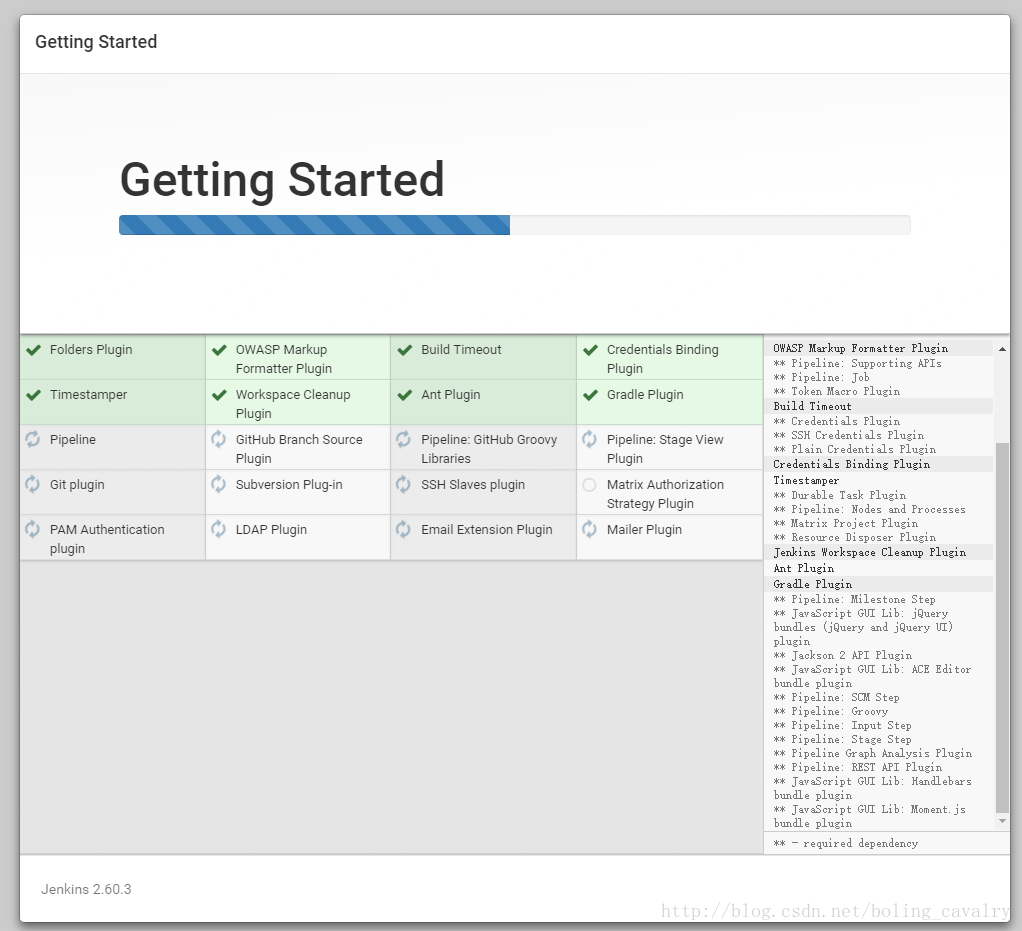 Getting Started
Getting Started
Folders Plugin
OWASP Markup
Formatter Plugin
Build Timeout
Credentials Binding
Plugin
Timestamper
Workspace Cleanup
Plugin
Ant Plugin
Gradle Plugin
Pipeline
GitHub Branch Source
Plugin
Pipeline: GitHub Groovy
Libraries
Pipeline: Stage View
Plugin
Git plugin
Subversion Plug-in
SSH Slaves plugin
Matrix Authorization
Strategy Plugin
PAM Authentication
plugin
LDAP Plugin
Email Extension Plugin
Mailer Plugin
OWASP Markup Formatter Plugin
** Pipeline: Supporting APIs
** Pipeline: Job
** Token Macro Plugin
Build Timeout
** Credentials Plugin
** SSH Credentials Plugin
** Plain Credentials Plugin
Credentials Binding Plugin
Timestamper
** Durable Task Plugin
** Pipeline: Nodes and Processes
** Matrix Project Plugin
** Resource Disposer Plugin
Jenkins Workspace Cleanup Plugin
Ant Plugin
Gradle Plugin
** Pipeline: Milestone Step
** JavaScript GUI Lib: jQuery
bundles (jQuery and jQuery UI)
plugin
** Jackson 2 API Plugin
** JavaScript GUI Lib: ACE Editor
bundle plugin
** Pipeline: SCM Step
** Pipeline: Groovy
** Pipeline: Input Step
** Pipeline: Stage Step
** Pipeline Graph Analysis Plugin
** Pipeline: REST API Plugin
** JavaScript GUI Lib: Handlebars
bundle plugin
** JavaScript GUI Lib: Moment.js
bundle plugin
** - required dependency
Jenkins 2.60.3
http://blog.csdn.net/boling_cavalry